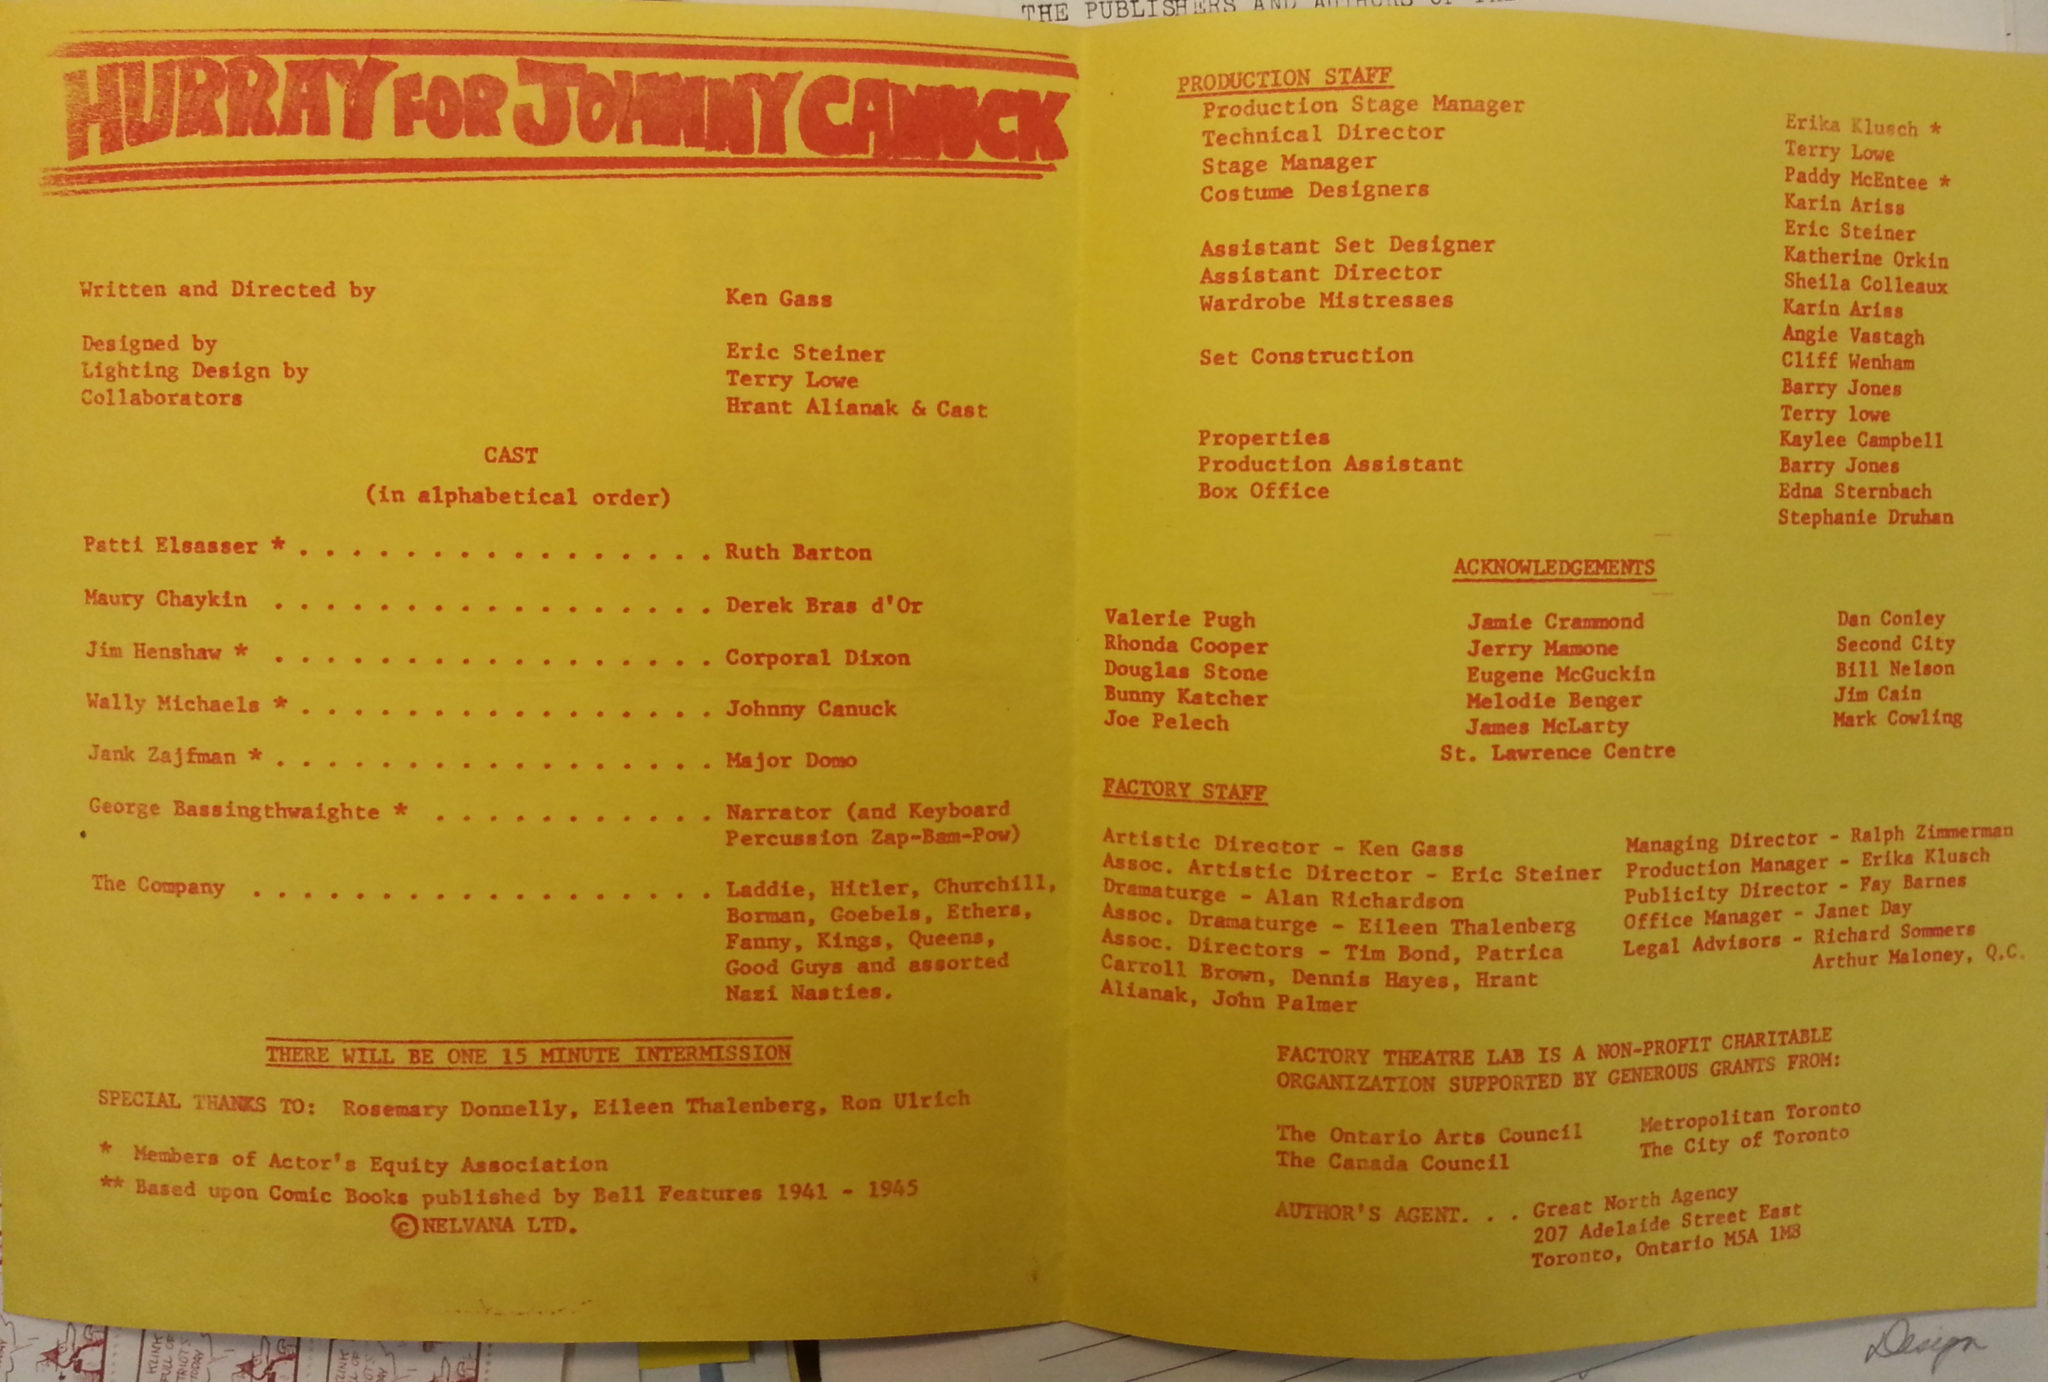 THE PUBLISHERS AND AUTHORS OF
HURRAY FOR JOHNNY CANUCK
Written and Directed by Ken Gass
Designed by Eric Steiner
Lighting Design by Terry Lowe
Collaborators Hrant Alianak & Cast
CAST
(in alphabetical order)
Patti Elsasser * . . . . . . . . . . . . . . . . Ruth Barton
Maury Chaykin . . . . . . . . . . . . . . . . . Derek Bras d'Or
Jim Henshaw * . . . . . . . . . . . . . . . . . Corporal Dixon
Wally Michaels * . . . . . . . . . . . . . . . . Johnny Canuck
Jank Zajfman * . . . . . . . . . . . . . . . . . Major Domo
George Bassingthwaighte * . . . . . . . . . . . Narrator (and Keyboard
Percussion Zap-Bam-Pow)
The Company . . . . . . . . . . . . . . . . . . Laddie, Hitler, Churchill,
Borman, Goebels, Ethers,
Fanny, Kings, Queens,
Good Guys and assorted
Nazi Nasties.
THERE WILL BE ONE 15 MINUTE INTERMISSION
SPECIAL THANKS TO: Rosemary Donnelly, Eileen Thalenberg, Ron Ulrich
* Members of Actor's Equity Association
** Based upon Comic Books published by Bell Features 1941 - 1945
©NELVANA LTD.
PRODUCTION STAFF
Production Stage Manager Erika Klusch *
Technical Director Terry Lowe
Stage Manager Paddy McEntee *
Costume Designers Karin Ariss
Eric Steiner
Assistant Set Designer Katherine Orkin
Assistant Director Sheila Colleaux
Wardrobe Mistresses Karin Ariss
Angie Vastagh
Set Construction Cliff Wenham
Barry Jones
Terry lowe
Kaylee Campbell
Properties Barry Jones
Production Assistant Edna Sternbach
Box Office Stephanie Druhan
ACKNOWLEDGEMENTS
Valerie Pugh Jamie Crammond Dan Conley
Rhonda Cooper Jerry Mamone Second City
Douglas Stone Eugene McGuckin Bill Nelson
Bunny Katcher Melodie Benger Jim Cain
Joe Pelech James McLarty Mark Cowling
St. Lawrence Centre
FACTORY STAFF
Artistic Director - Ken Gass
Assoc. Artistic Director - Eric Steiner
Dramaturge - Alan Richardson
Assoc. Dramaturge - Eileen Thalenberg
Assoc. Directors - Tim Bond, Patrica
Carroll Brown, Dennis Hayes, Hrant
Alianak, John Palmer
Managing Director - Ralph Zimmerman
Production Manager - Erika Klusch
Publicity Director - Fay Barnes
Office Manager - Janet Day
Legal Advisors - Richard Sommers
Arthur Maloney, Q.C.
FACTORY THEATRE LAB IS A NON-PROFIT CHARITABLE
ORGANIZATION SUPPORTED BY GENEROUS GRANTS FROM:
The Ontario Arts Council Metropolitan Toronto
The Canada Council The City of Toronto
AUTHOR'S AGENT. . . Great North Agency
207 Adelaide Street East
Toronto, Ontario M5A 1M8
Design